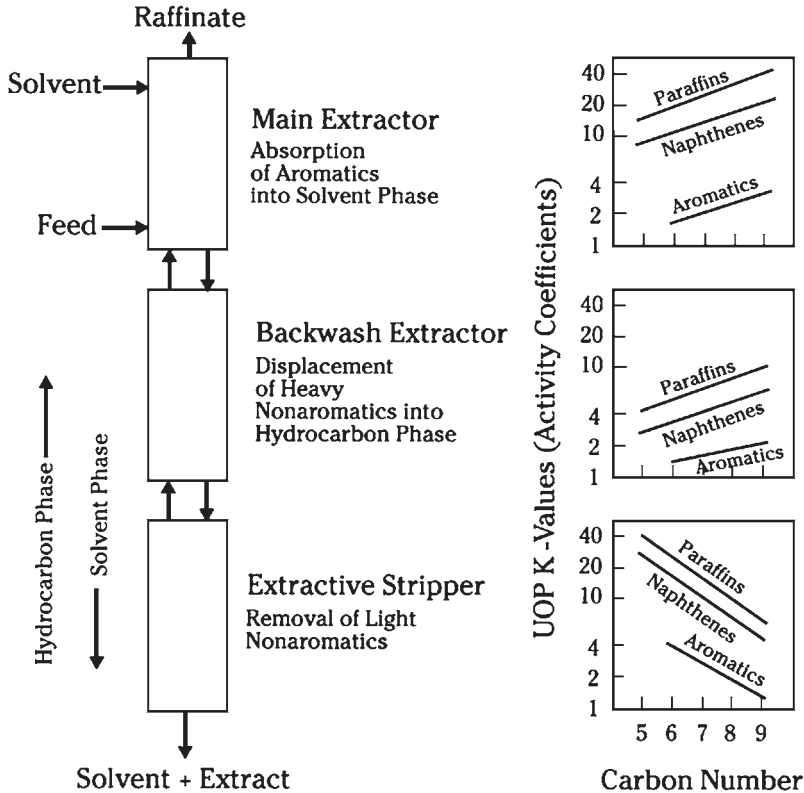 Raffinate
Solvent
Main Extractor
Absorption
of Aromatics
into Solvent Phase
Feed
Backwash Extractor
Displacement
of Heavy
Nonaromatics into
Hydrocarbon Phase
Hydrocarbon Phase
Solvent Phase
Extractive Stripper
Removal of Light
Nonaromatics
Solvent + Extract
UOP K -Values (Activity Coefficients)
40
20
10
4
2
1
Paraffins
Naphthenes
Aromatics
40
20
10
4
2
1
Paraffins
Naphthenes
Aromatics
40
20
10
4
2
1
Paraffins
Naphthenes
Aromatics
5 6 7 8 9
Carbon Number